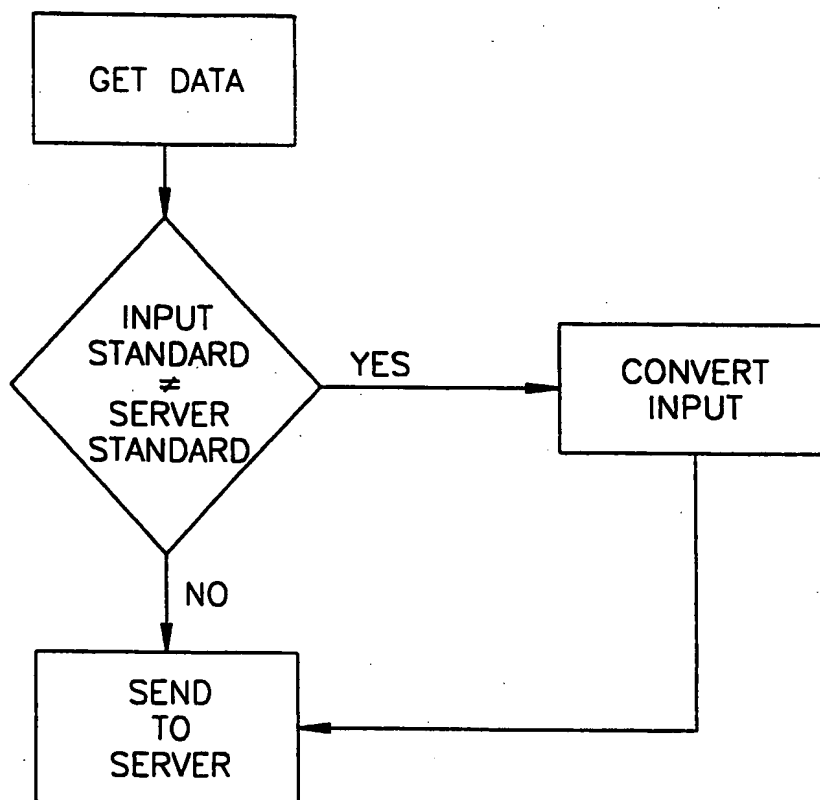 GET DATA
INPUT
STANDARD
≠
SERVER
STANDARD
YES
CONVERT
INPUT
NO
SEND
TO
SERVER